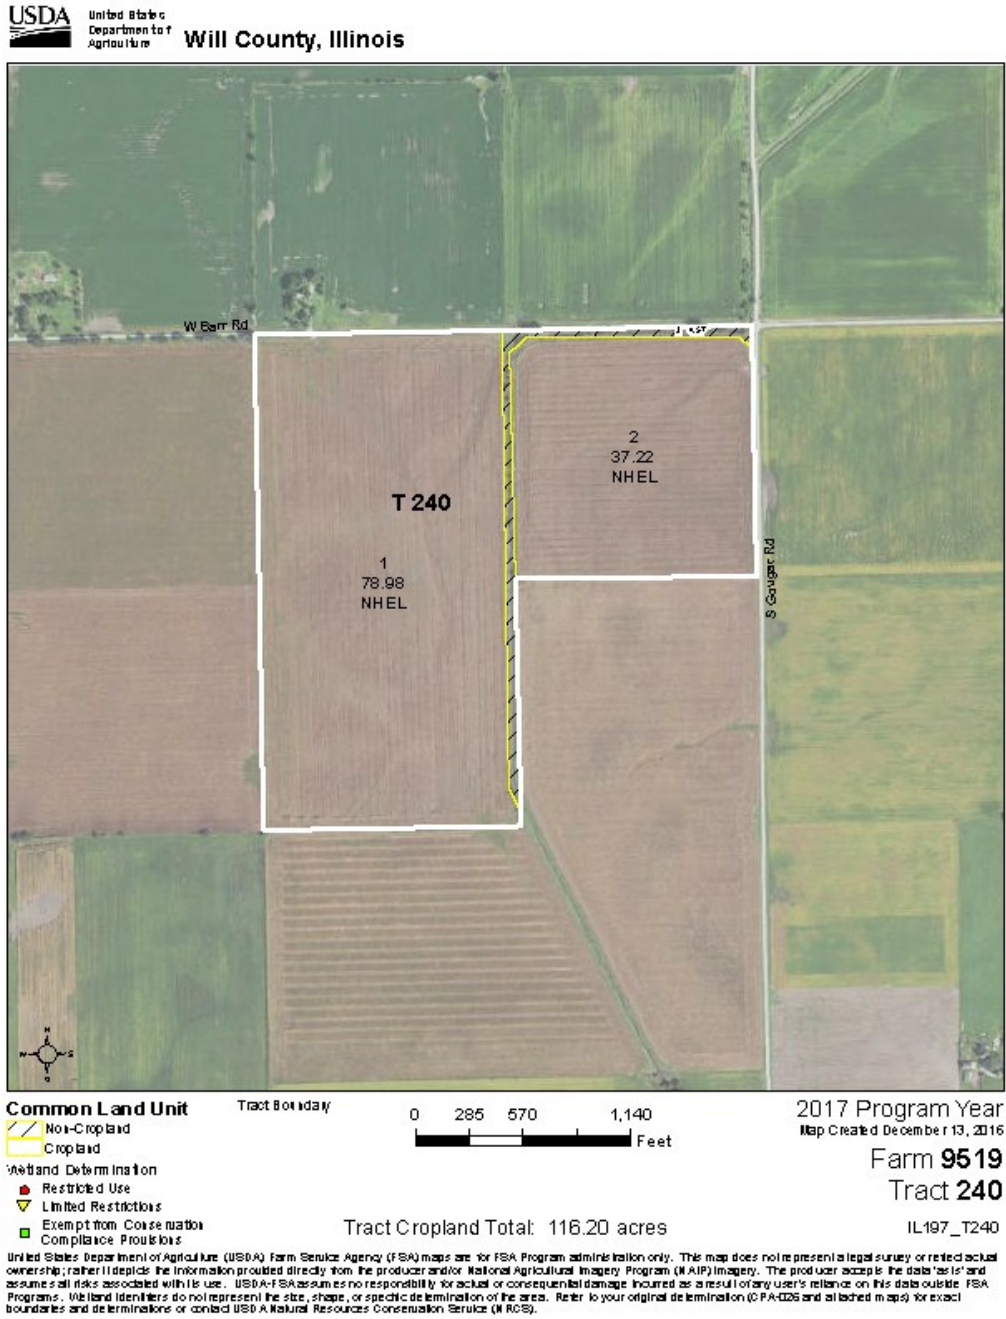 USDA
United States
Department of
Agriculture
Will County, Illinois
W Barr Rd
2
37.22
NHEL
T 240
1
78.98
NHEL
S Gougar Rd
N
Common Land Unit
Non-Cropland
Cropland
Tract Boundary
Wetland Determination
Restricted Use
Limited Restrictions
Exempt from Conservation
Compliance Provisions
0 285 570 1,140
Feet
2017 Program Year
Map Created December 13, 2016
Farm 9519
Tract 240
Tract Cropland Total: 116.20 acres
IL197_T240
United States Department of Agriculture (USDA) Farm Service Agency (FSA) maps are for FSA Program administration only. This map does not represent a legal survey or reflect actual
ownership; rather it depicts the information provided directly from the producer and/or National Agricultural Imagery Program (NAIP) imagery. The producer accepts the data 'as is' and
assumes all risks associated with its use. USDA-FSA assumes no responsibility for actual or consequential damage incurred as a result of any user's reliance on this data outside FSA
Programs. Wetland identifiers do not represent the size, shape, or specific determination of the area. Refer to your original determination (CPA-026 and attached maps) for exact
boundaries and determinations or contact USDA Natural Resources Conservation Service (NRCS).